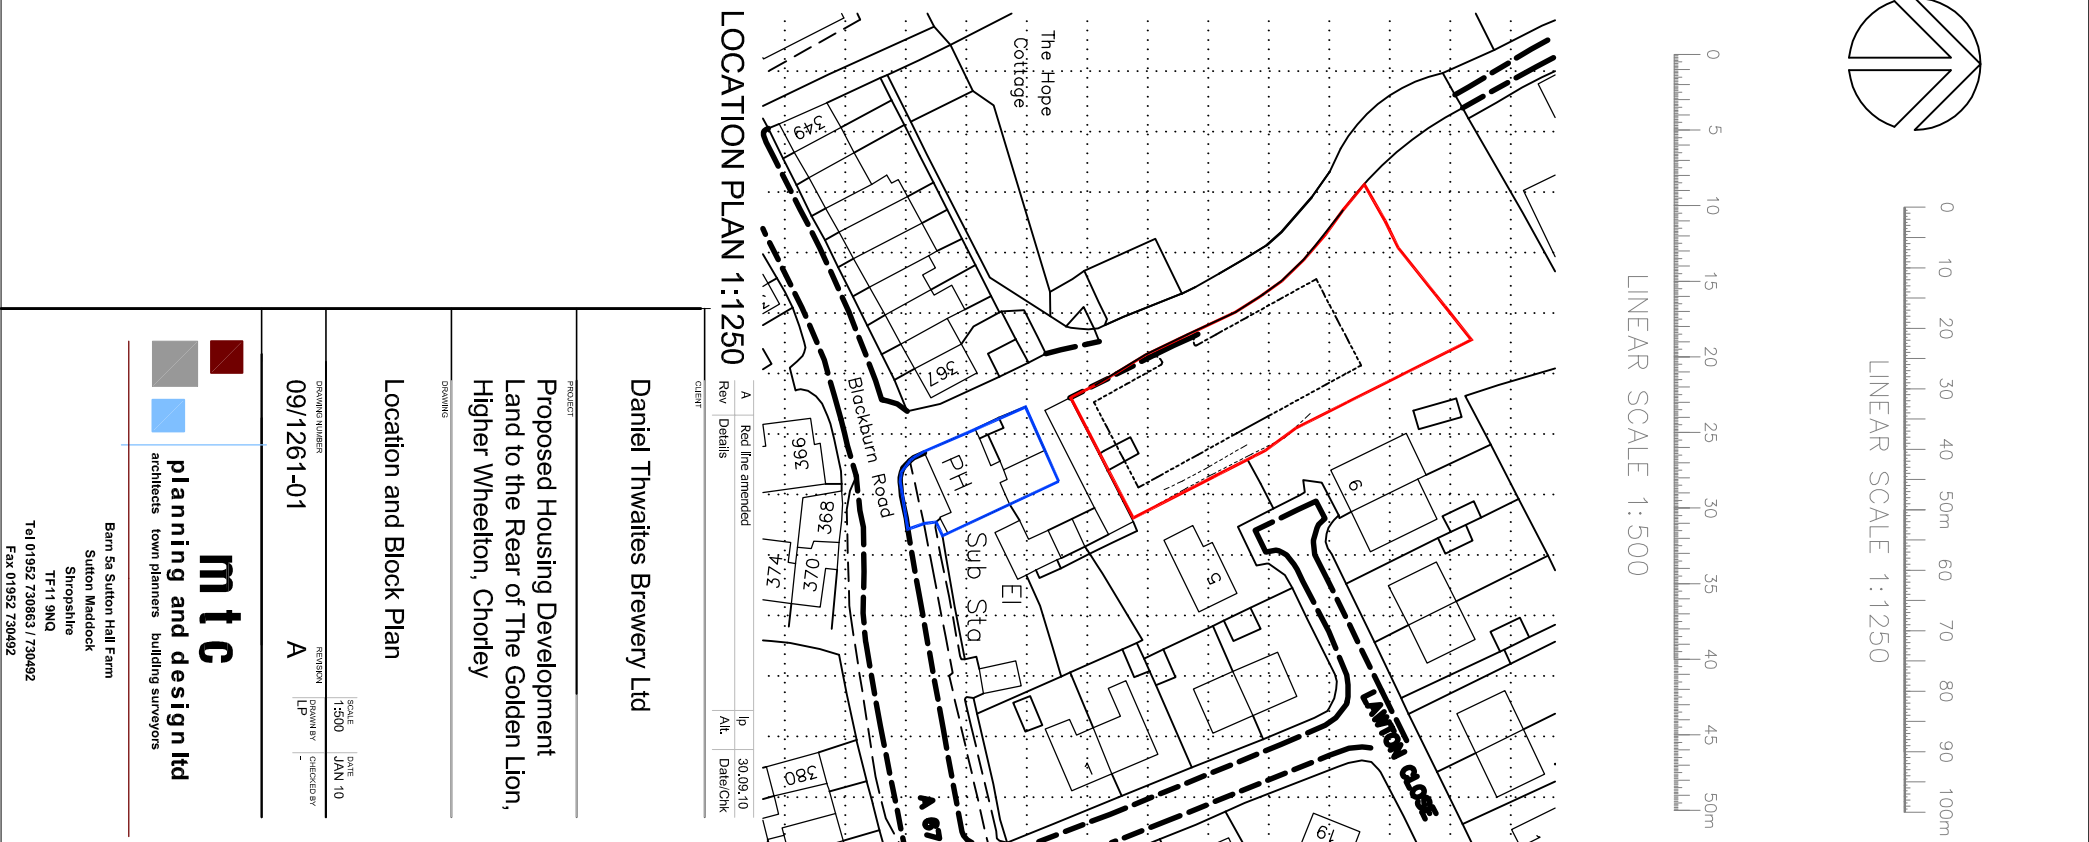 0 10 20 30 40 50m 60 70 80 90 100m
LINEAR SCALE 1:1250
0 5 10 15 20 25 30 35 40 45 50m
LINEAR SCALE 1:500
The Hope
Cottage
349
367
PH
Blackburn Road
El
Sub Sta
366
368
370
374
380
A 67
5
9
1
19
LAWTON CLOSE
LOCATION PLAN 1:1250
A Red line amended lp 30.09.10
Rev Details Alt. Date/Chk
CLIENT
Daniel Thwaites Brewery Ltd
PROJECT
Proposed Housing Development
Land to the Rear of The Golden Lion,
Higher Wheelton, Chorley
DRAWING
Location and Block Plan
SCALE
1:500
DATE
JAN 10
DRAWING NUMBER
09/1261-01
REVISION
A
DRAWN BY
LP
CHECKED BY
-
mtc
planning and design ltd
architects town planners building surveyors
Barn 5a Sutton Hall Farm
Sutton Maddock
Shropshire
TF11 9NQ
Tel 01952 730863 / 730492
Fax 01952 730492